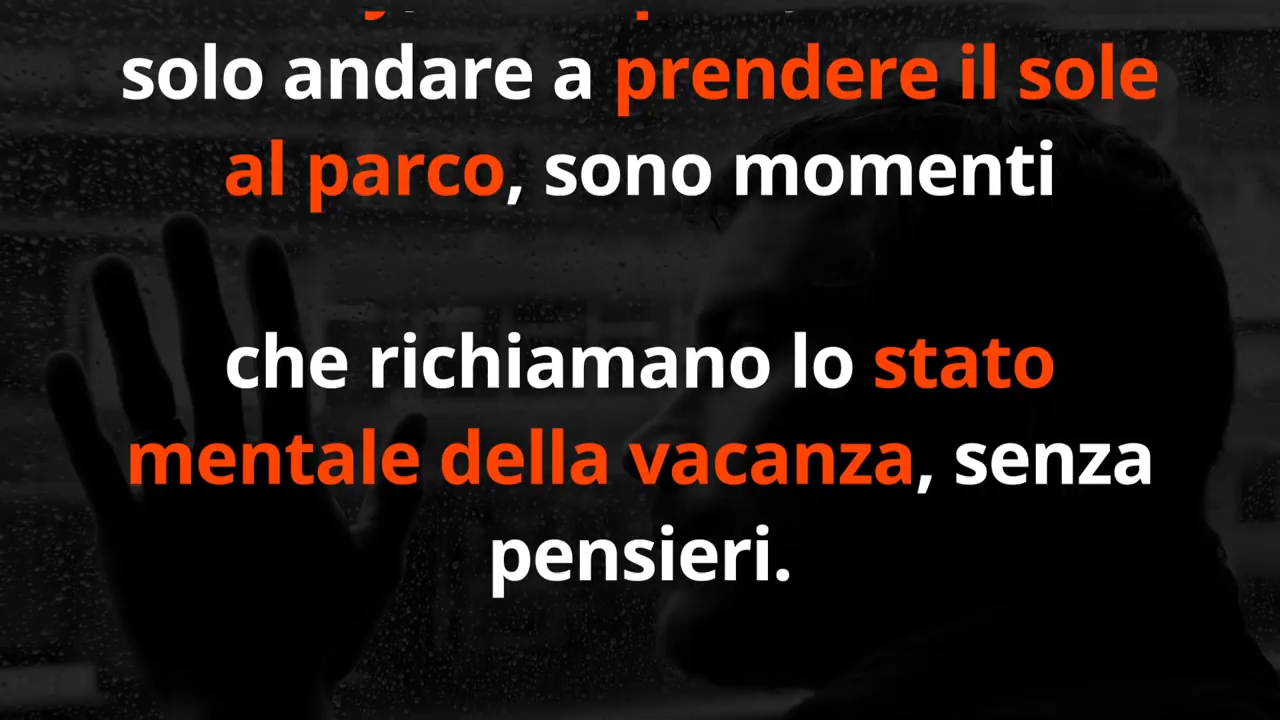 solo andare a prendere il sole
al parco, sono momenti
che richiamano lo stato
mentale della vacanza, senza
pensieri.